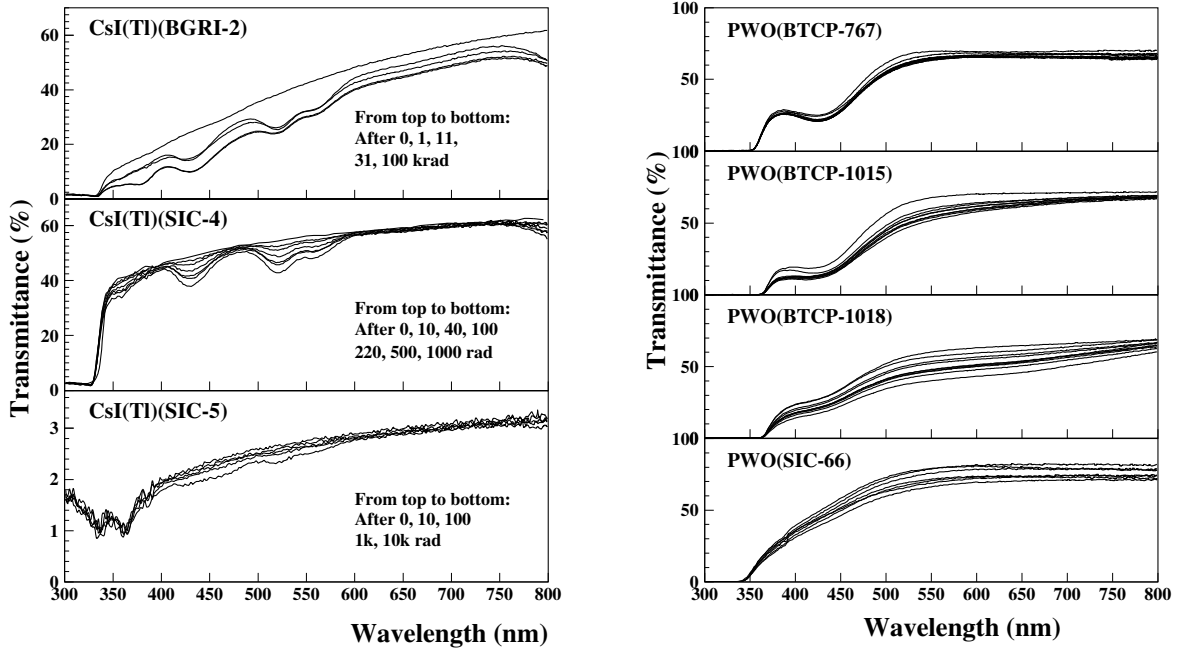 CsI(Tl)(BGRI-2)
60
40
20
0
From top to bottom:
After 0, 1, 11,
31, 100 krad
CsI(Tl)(SIC-4)
60
40
20
0
From top to bottom:
After 0, 10, 40, 100
220, 500, 1000 rad
CsI(Tl)(SIC-5)
3
2
1
0
From top to bottom:
After 0, 10, 100
1k, 10k rad
300 350 400 450 500 550 600 650 700 750 800
Transmittance (%)
Wavelength (nm)
100
PWO(BTCP-767)
50
100
PWO(BTCP-1015)
50
100
PWO(BTCP-1018)
50
100
PWO(SIC-66)
50
0
300 350 400 450 500 550 600 650 700 750 800
Transmittance (%)
Wavelength (nm)